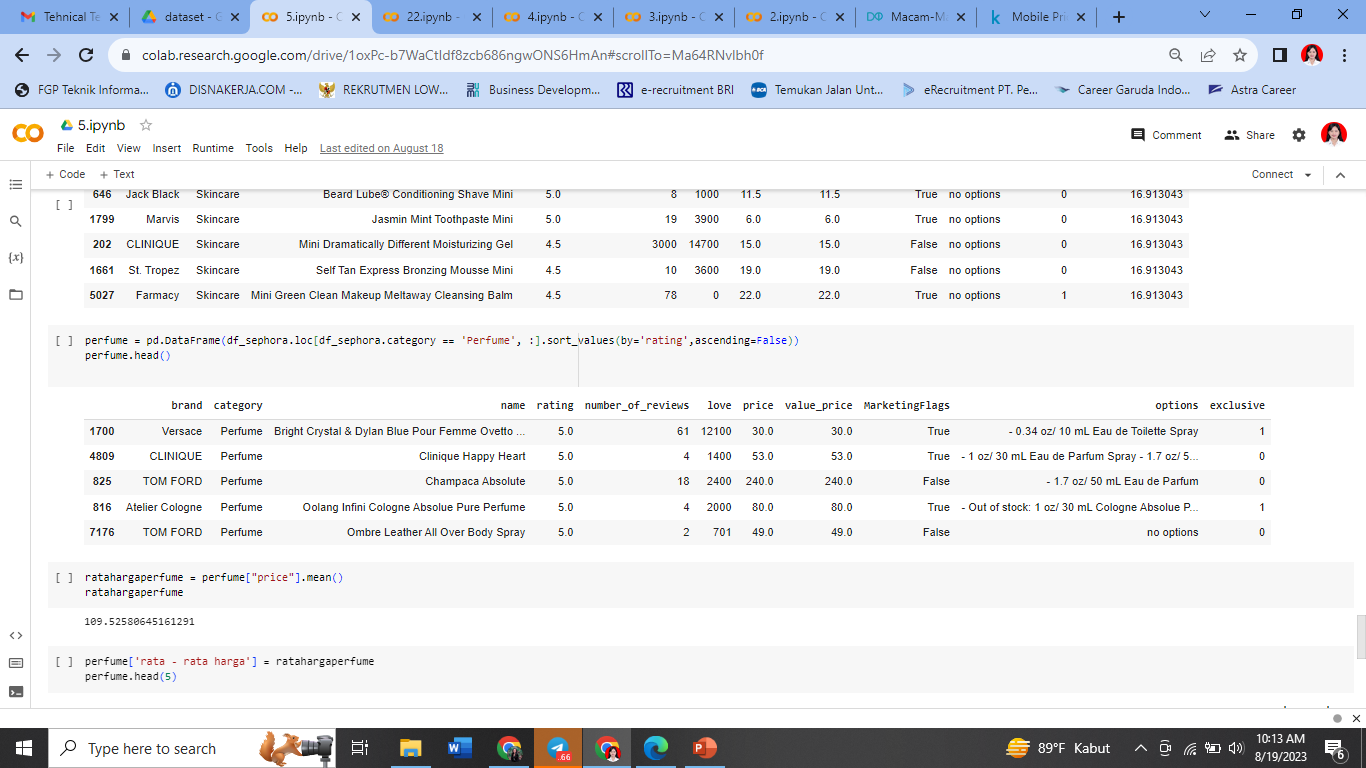 Tehnical Te
dataset - G
5.ipynb - C
22.ipynb -
4.ipynb - C
3.ipynb - C
2.ipynb - C
Macam-M
Mobile Pri
colab.research.google.com/drive/
FGP Teknik Informa...
DISNAKERJA.COM -...
REKRUTMEN LOW...
Business Developm...
e-recruitment BRI
Temukan Jalan Unt...
eRecruitment PT. Pe...
Career Garuda Indo...
Astra Career
5.ipynb
Comment
Share
File Edit View Insert Runtime Tools Help Last edited on August 18
+ Code + Text
Connect
[ ]
646 Jack Black Skincare Beard Lube® Conditioning Shave Mini 5.0 8 1000 11.5 11.5 True no options 0 16.913043
1799 Marvis Skincare Jasmin Mint Toothpaste Mini 5.0 19 3900 6.0 6.0 True no options 0 16.913043
202 CLINIQUE Skincare Mini Dramatically Different Moisturizing Gel 4.5 3000 14700 15.0 15.0 False no options 0 16.913043
1661 St. Tropez Skincare Self Tan Express Bronzing Mousse Mini 4.5 10 3600 19.0 19.0 False no options 0 16.913043
5027 Farmacy Skincare Mini Green Clean Makeup Meltaway Cleansing Balm 4.5 78 0 22.0 22.0 True no options 1 16.913043
[ ] perfume = pd.DataFrame(df_sephora.loc[df_sephora.category == 'Perfume', :].sort_values(by='rating',ascending=False))
perfume.head()
brand category name rating number_of_reviews love price value_price MarketingFlags options exclusive
1700 Versace Perfume Bright Crystal & Dylan Blue Pour Femme Ovetto ... 5.0 61 12100 30.0 30.0 True - 0.34 oz/ 10 mL Eau de Toilette Spray 1
4809 CLINIQUE Perfume Clinique Happy Heart 5.0 4 1400 53.0 53.0 True - 1 oz/ 30 mL Eau de Parfum Spray - 1.7 oz/ 5... 0
825 TOM FORD Perfume Champaca Absolute 5.0 18 2400 240.0 240.0 False - 1.7 oz/ 50 mL Eau de Parfum 0
816 Atelier Cologne Perfume Oolang Infini Cologne Absolue Pure Perfume 5.0 4 2000 80.0 80.0 True - Out of stock: 1 oz/ 30 mL Cologne Absolue P... 1
7176 TOM FORD Perfume Ombre Leather All Over Body Spray 5.0 2 701 49.0 49.0 False no options 0
[ ] ratahargaperfume = perfume["price"].mean()
ratahargaperfume
109.52580645161291
[ ] perfume['rata - rata harga'] = ratahargaperfume
perfume.head(5)
Type here to search
.66
89°F Kabut
10:13 AM
8/19/2023
6